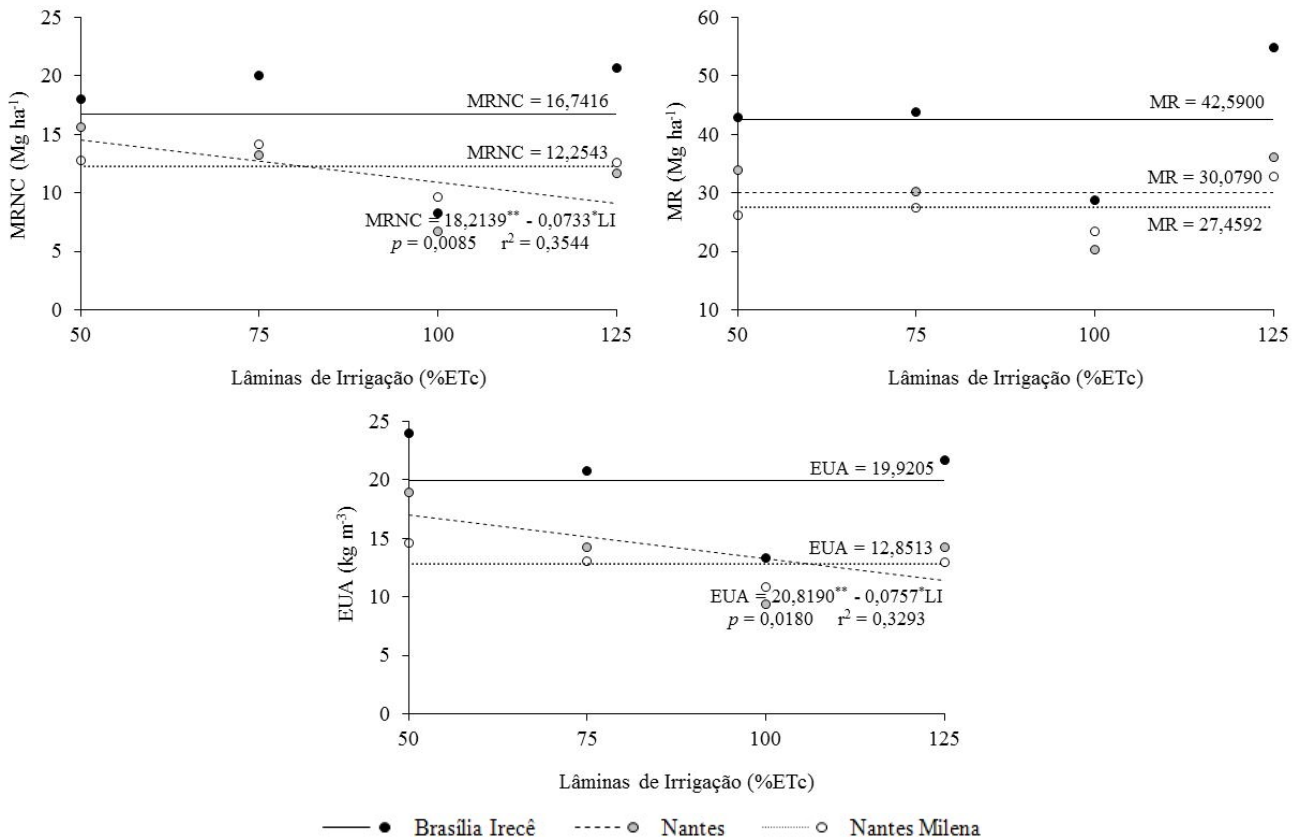 25
20
15
10
5
0
MRNC (Mg ha⁻¹)
MRNC = 16,7416
MRNC = 12,2543
MRNC = 18,2139** - 0,0733*LI
p = 0,0085 r² = 0,3544
50 75 100 125
Lâminas de Irrigação (%ETc)
60
50
40
30
20
10
MR (Mg ha⁻¹)
MR = 42,5900
MR = 30,0790
MR = 27,4592
50 75 100 125
Lâminas de Irrigação (%ETc)
25
20
15
10
5
0
EUA (kg m⁻³)
EUA = 19,9205
EUA = 12,8513
EUA = 20,8190** - 0,0757*LI
p = 0,0180 r² = 0,3293
50 75 100 125
Lâminas de Irrigação (%ETc)
Brasília Irecê Nantes Nantes Milena